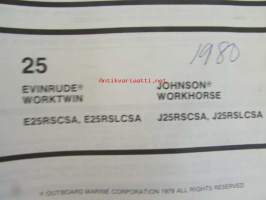 1980
25
EVINRUDE® JOHNSON®
WORKTWIN WORKHORSE
E25RSCSA, E25RSLCSA J25RSCSA, J25RSLCSA
Antikvariaatti.net
© OUTBOARD MARINE CORPORATION 1979 ALL RIGHTS RESERVED